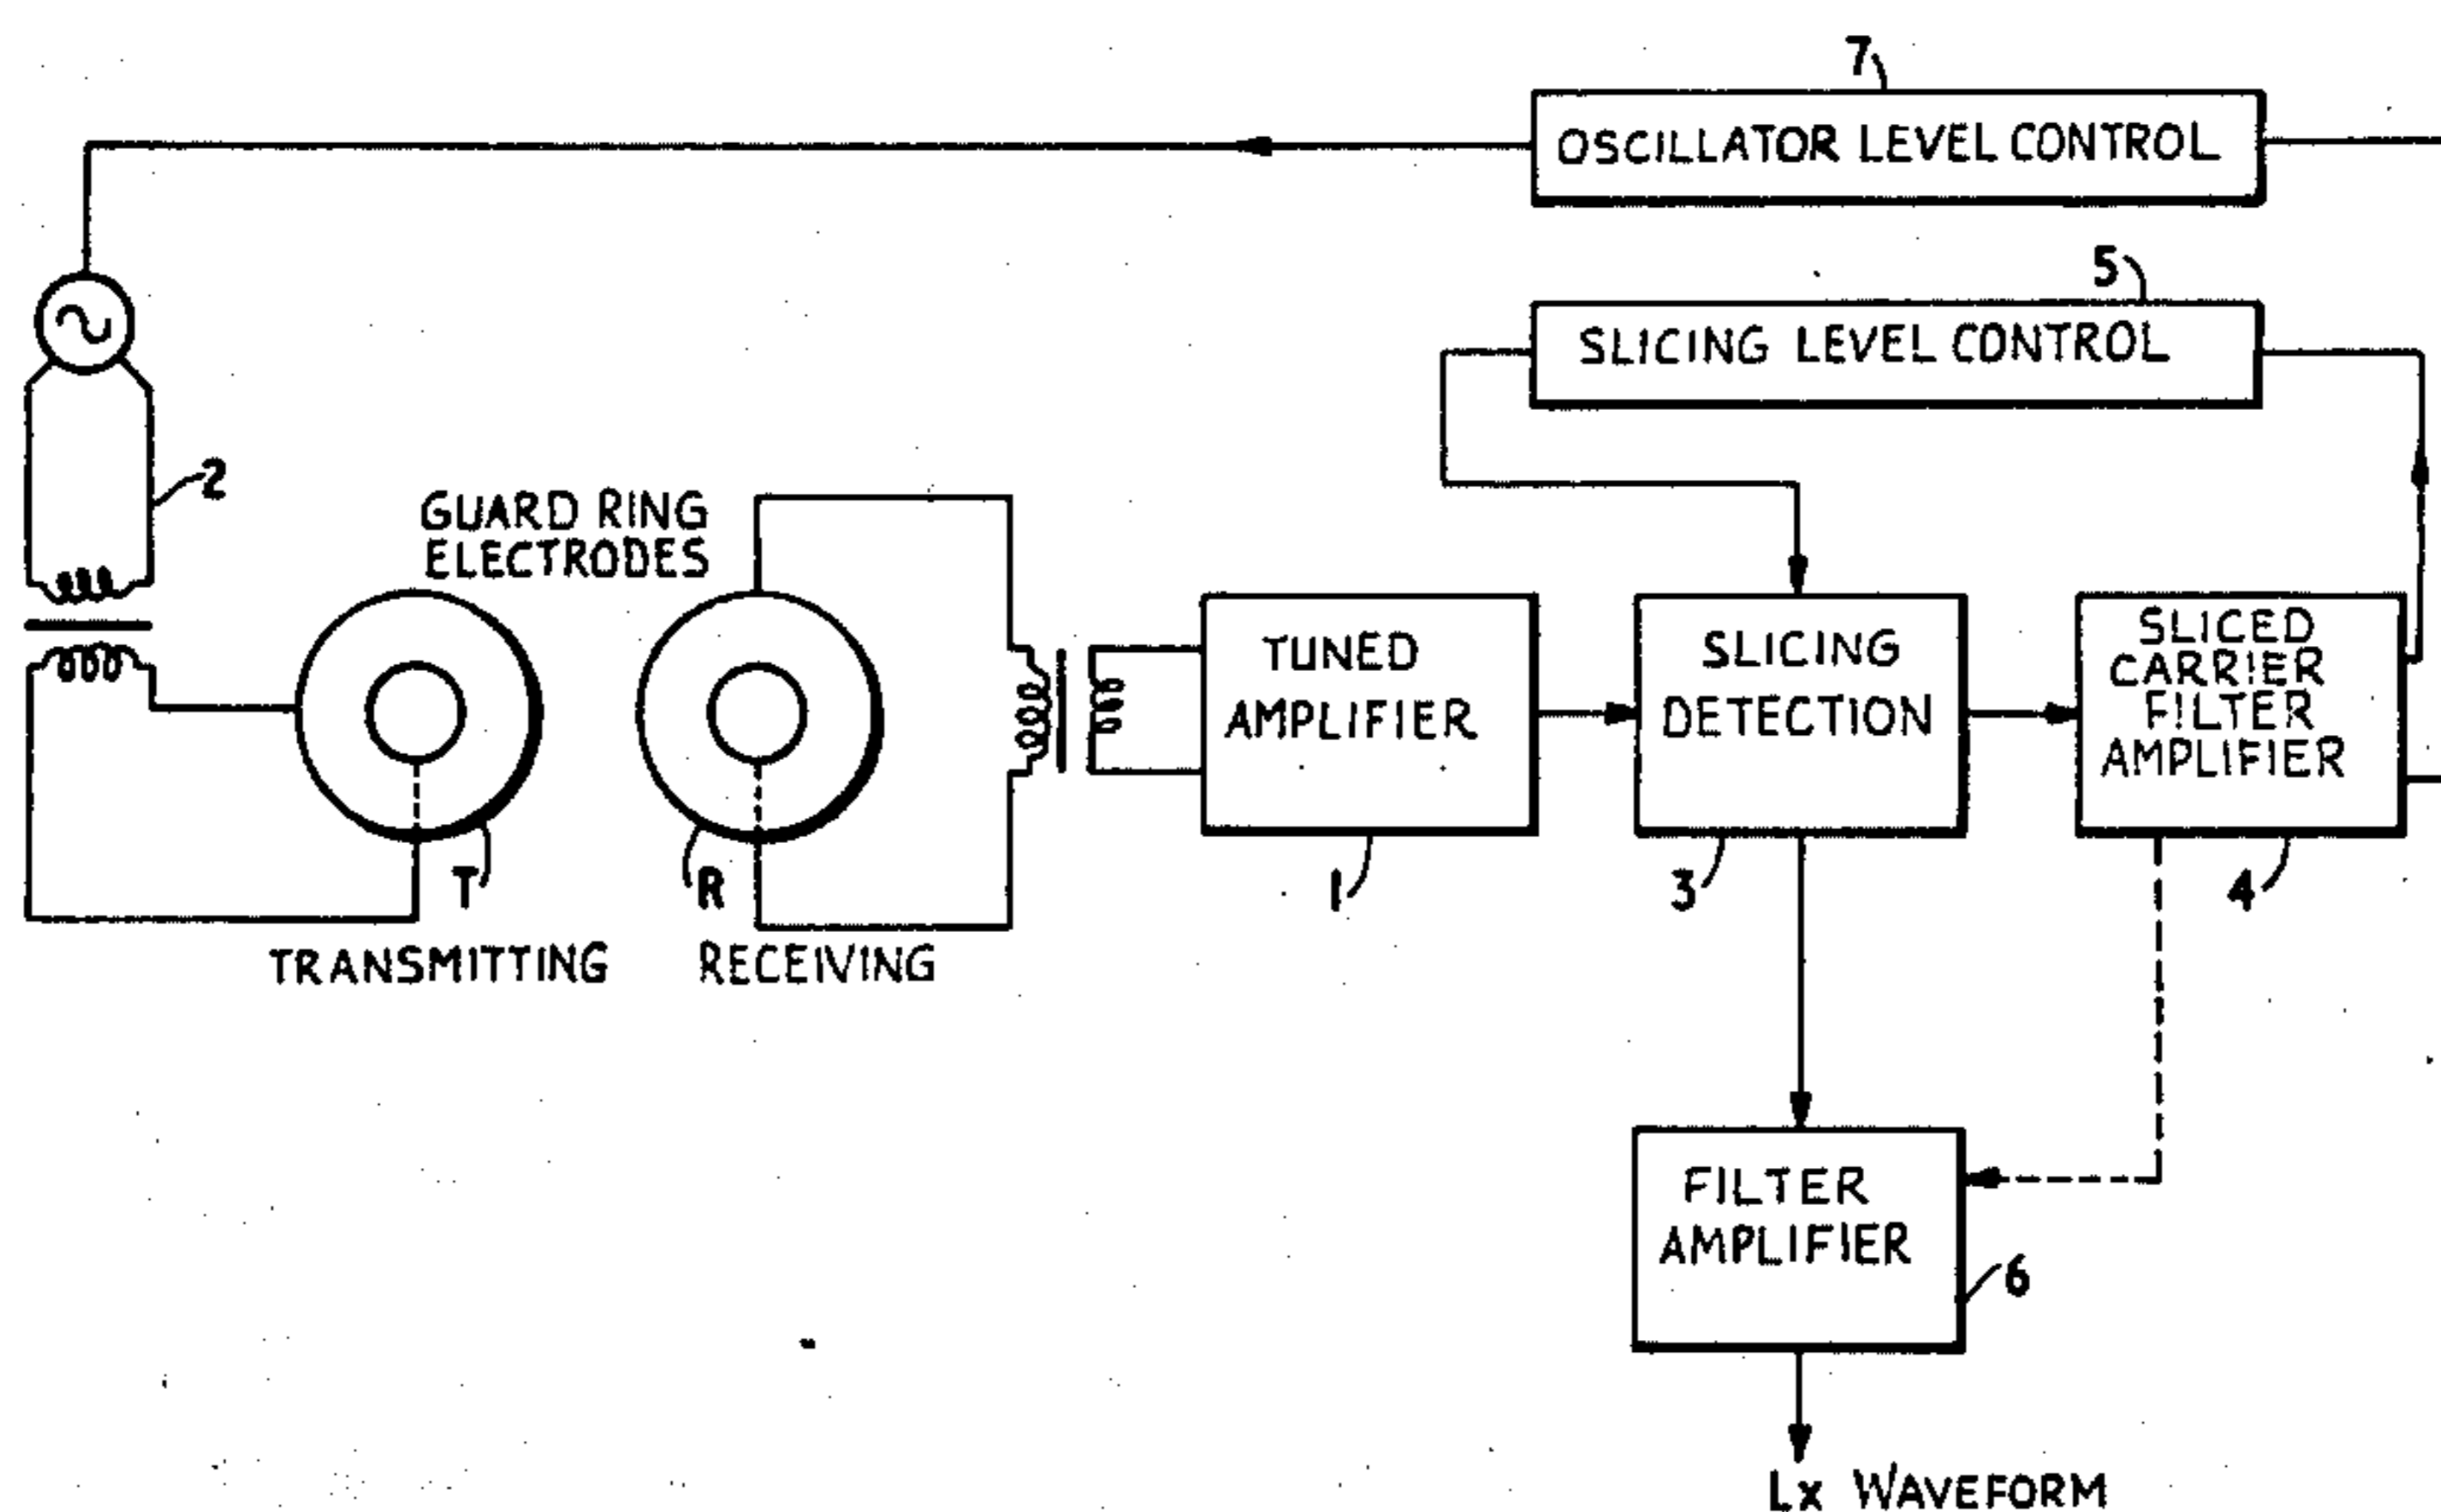 7
OSCILLATOR LEVEL CONTROL
5
SLICING LEVEL CONTROL
2
GUARD RING
ELECTRODES
TUNED
AMPLIFIER
SLICING
DETECTION
SLICED
CARRIER
FILTER
AMPLIFIER
T
R
1
3
4
TRANSMITTING
RECEIVING
FILTER
AMPLIFIER
6
Lx WAVEFORM